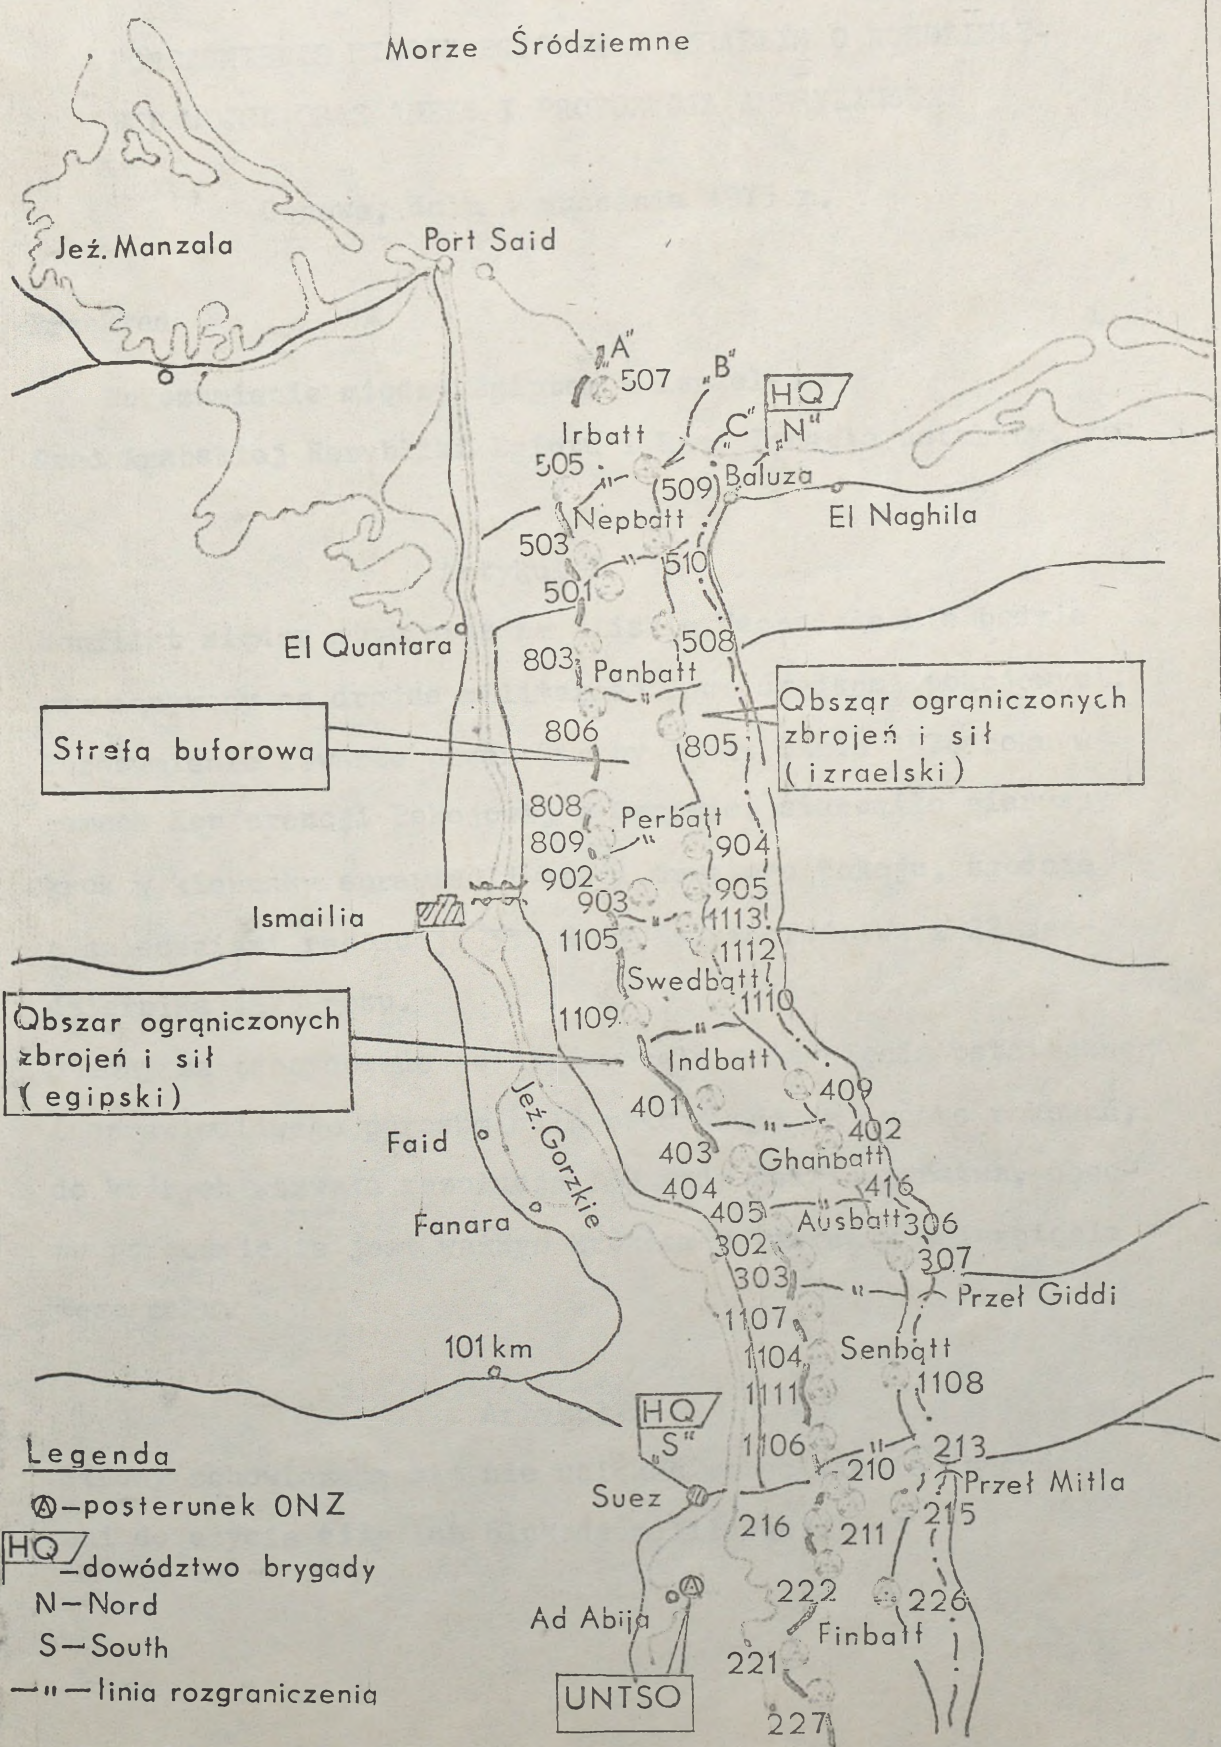 Morze Śródziemne
Jeź. Manzala
Port Said
„A"
507
„B"
HQ
„N"
„C"
Irbatt
505
(509)
Baluza
El Naghila
Nepbatt
503
510
501
El Quantara
508
803
Panbatt
Obszar ograniczonych
zbrojeń i sił
(izraelski)
Strefa buforowa
806
805
808
Perbatt
809
904
902
905
903
Ismailia
1113
1105
1112
Swedbatt
1110
1109
Obszar ograniczonych
zbrojeń i sił
(egipski)
Indbatt
409
401
Jeź. Gorzkie
402
Faid
403
Ghanbatt
404
416
Fanara
405
Ausbatt
306
302
307
303
Przeł Giddi
1107
101 km
1104
Senbatt
1111
1108
HQ
„S"
1106
213
210
Przeł Mitla
Suez
216
211
215
222
226
Ad Abija
Finbatt
221
UNTSO
227
Legenda
Ⓐ–posterunek ONZ
HQ –dowództwo brygady
N–Nord
S–South
—"—linia rozgraniczenia